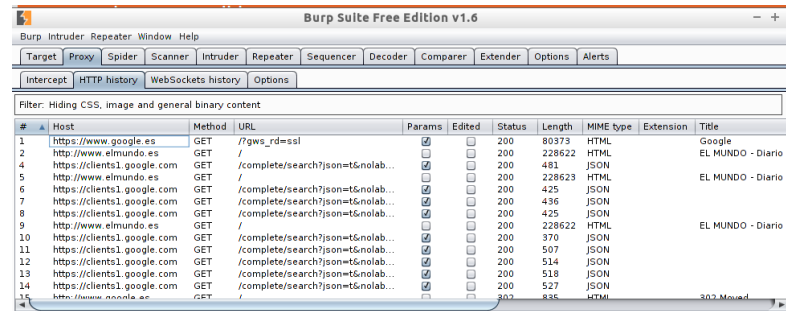 Burp Suite Free Edition v1.6
Burp Intruder Repeater Window Help
Target Proxy Spider Scanner Intruder Repeater Sequencer Decoder Comparer Extender Options Alerts
Intercept HTTP history WebSockets history Options
Filter: Hiding CSS, image and general binary content
# Host Method URL Params Edited Status Length MIME type Extension Title
1 https://www.google.es GET /?gws_rd=ssl 200 80373 HTML Google
2 http://www.elmundo.es GET / 200 228622 HTML EL MUNDO - Diario
4 https://clients1.google.com GET /complete/search?json=t&nolab... 200 481 JSON
5 http://www.elmundo.es GET / 200 228623 HTML EL MUNDO - Diario
6 https://clients1.google.com GET /complete/search?json=t&nolab... 200 425 JSON
7 https://clients1.google.com GET /complete/search?json=t&nolab... 200 436 JSON
8 https://clients1.google.com GET /complete/search?json=t&nolab... 200 425 JSON
9 http://www.elmundo.es GET / 200 228622 HTML EL MUNDO - Diario
10 https://clients1.google.com GET /complete/search?json=t&nolab... 200 370 JSON
11 https://clients1.google.com GET /complete/search?json=t&nolab... 200 507 JSON
12 https://clients1.google.com GET /complete/search?json=t&nolab... 200 514 JSON
13 https://clients1.google.com GET /complete/search?json=t&nolab... 200 518 JSON
14 https://clients1.google.com GET /complete/search?json=t&nolab... 200 527 JSON
15 http://www.google.es GET / 302 835 HTML 302 Moved